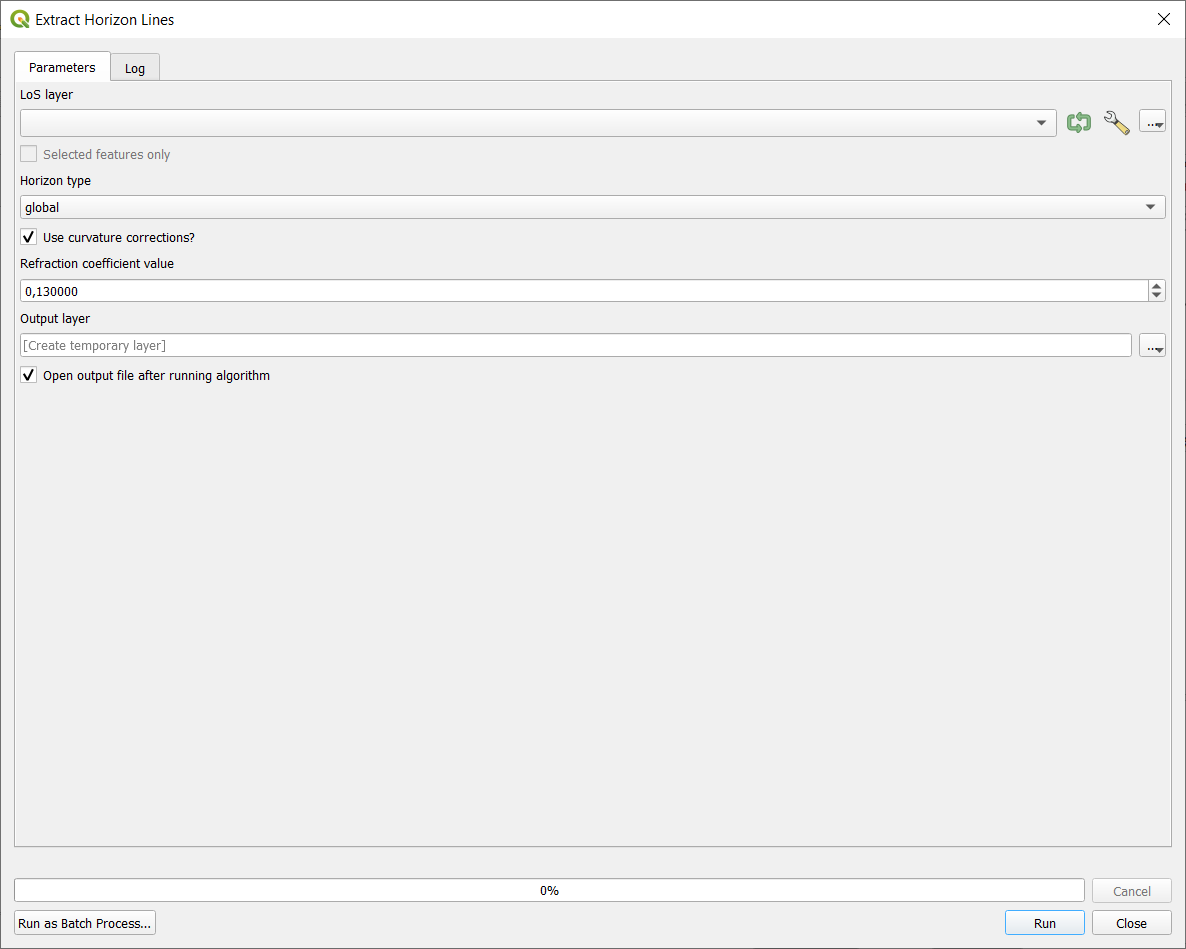 Extract Horizon Lines
Parameters
Log
LoS layer
...
Selected features only
Horizon type
global
Use curvature corrections?
Refraction coefficient value
0,130000
Output layer
[Create temporary layer]
...
Open output file after running algorithm
0%
Cancel
Run as Batch Process...
Run
Close